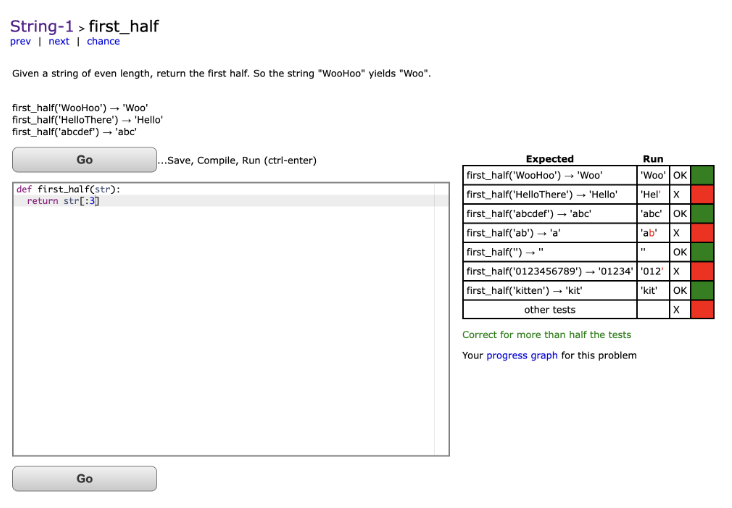 String-1 > first_half
prev | next | chance
Given a string of even length, return the first half. So the string "WooHoo" yields "Woo".
first_half('WooHoo') → 'Woo'
first_half('HelloThere') → 'Hello'
first_half('abcdef') → 'abc'
Go
...Save, Compile, Run (ctrl-enter)
def first_half(str):
  return str[:3]
Go
Expected Run
first_half('WooHoo') → 'Woo' 'Woo' OK
first_half('HelloThere') → 'Hello' 'Hel' X
first_half('abcdef') → 'abc' 'abc' OK
first_half('ab') → 'a' 'ab' X
first_half('') → '' '' OK
first_half('0123456789') → '01234' '012' X
first_half('kitten') → 'kit' 'kit' OK
other tests X
Correct for more than half the tests
Your progress graph for this problem